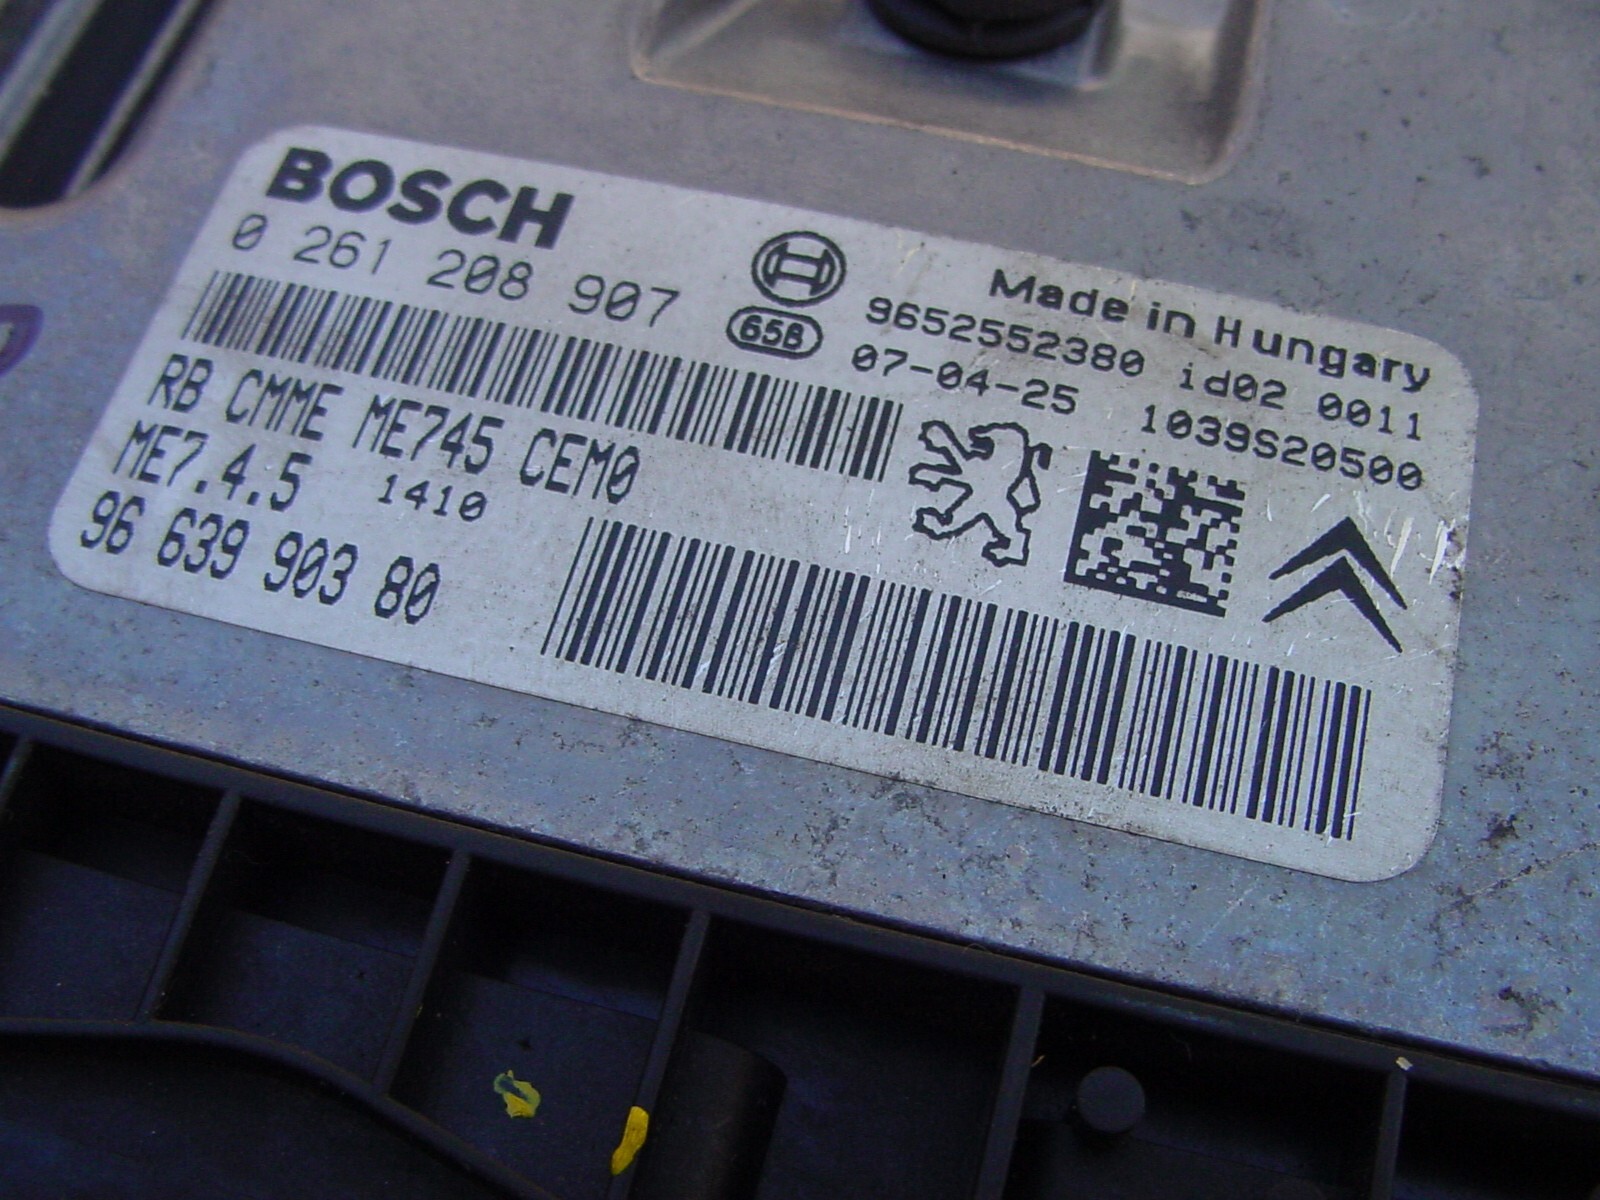 BOSCH
0 261 208 907
Made in Hungary
9652552380 id02 0011
658
07-04-25 1039S20500
RB CMME ME745 CEM0
ME7.4.5 1410
96 639 903 80